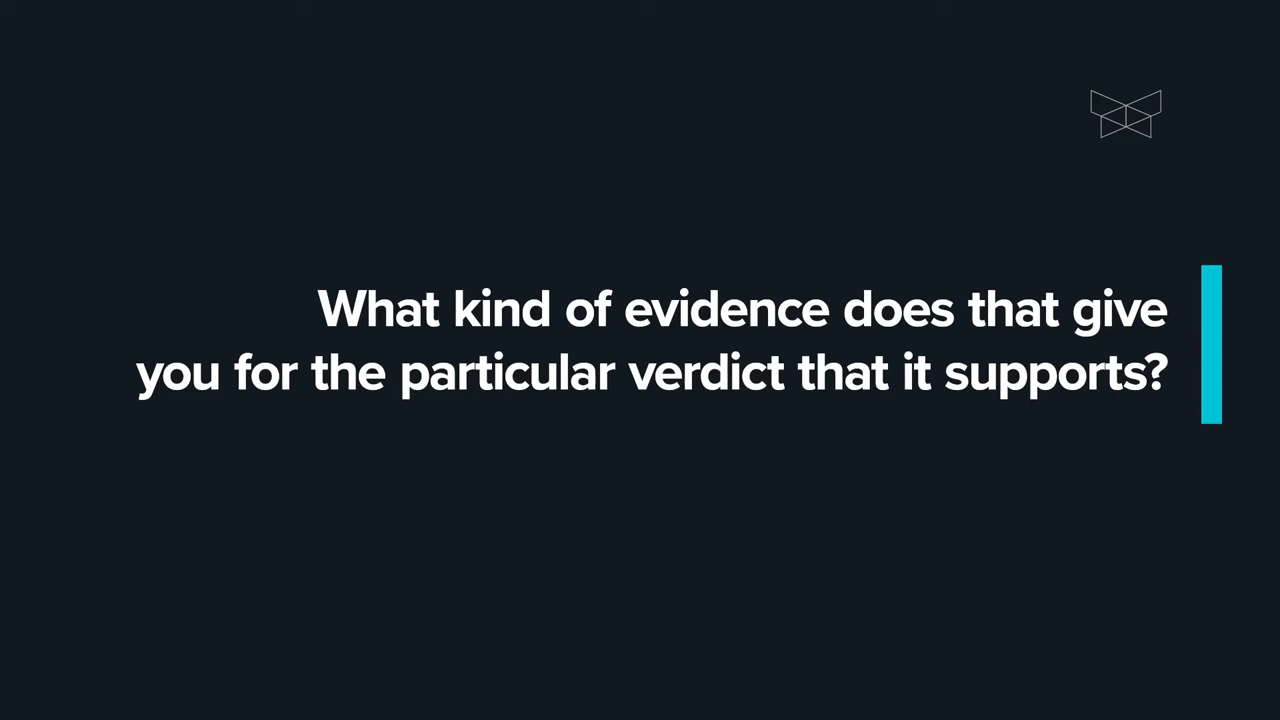 What kind of evidence does that give
you for the particular verdict that it supports?